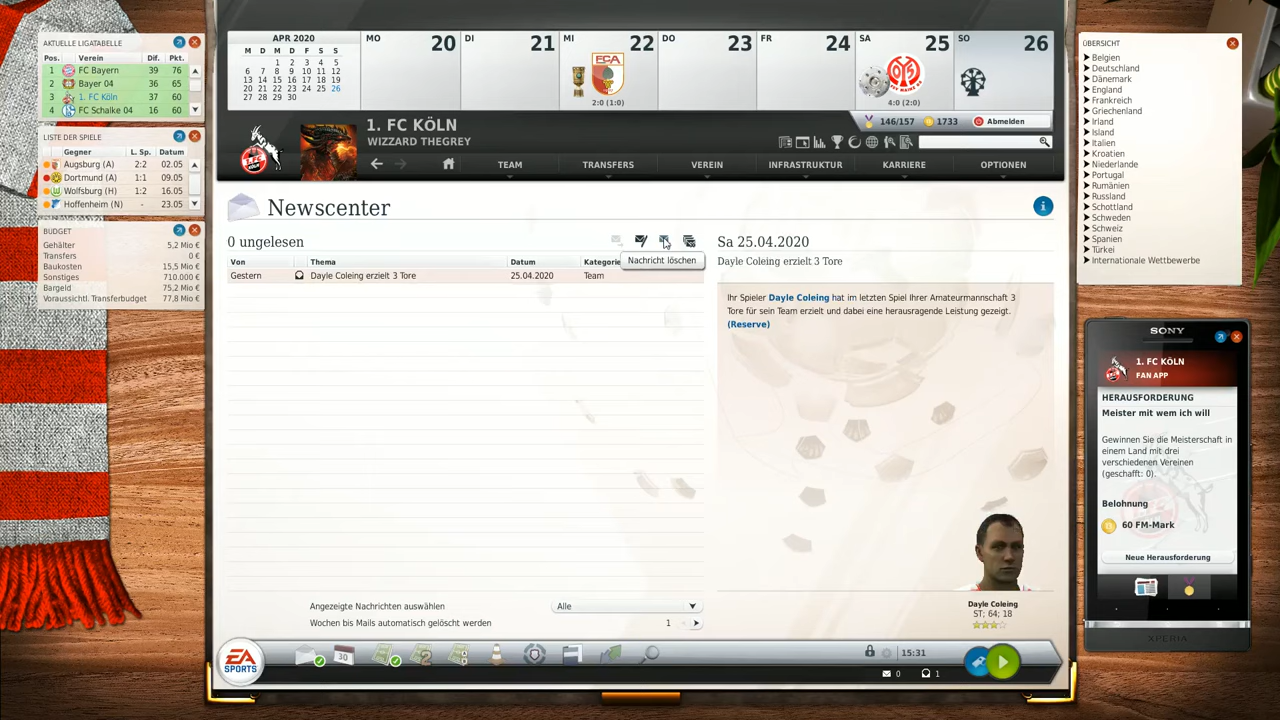 AKTUELLE LIGATABELLE
Pos. Verein Dif. Pkt.
1 FC Bayern 39 76
2 Bayer 04 36 65
3 1. FC Köln 37 60
4 FC Schalke 04 16 60
LISTE DER SPIELE
Gegner L. Sp. Datum
Augsburg (A) 2:2 02.05
Dortmund (A) 1:1 09.05
Wolfsburg (H) 1:2 16.05
Hoffenheim (N) - 23.05
BUDGET
Gehälter 5,2 Mio €
Transfers 0 €
Baukosten 15,5 Mio €
Sonstiges 710.000 €
Bargeld 75,2 Mio €
Voraussichtl. Transferbudget 77,8 Mio €
APR 2020
M D M D F S S
1 2 3 4 5
6 7 8 9 10 11 12
13 14 15 16 17 18 19
20 21 22 23 24 25 26
27 28 29 30
MO 20
DI 21
MI 22
FCA
2:0 (1:0)
DO 23
FR 24
SA 25
4:0 (2:0)
SO 26
1. FC KÖLN
WIZZARD THEGREY
146/157 1733 Abmelden
TEAM TRANSFERS VEREIN INFRASTRUKTUR KARRIERE OPTIONEN
Newscenter
0 ungelesen
Nachricht löschen
Von Thema Datum Kategorie
Gestern Dayle Coleing erzielt 3 Tore 25.04.2020 Team
Angezeigte Nachrichten auswählen Alle
Wochen bis Mails automatisch gelöscht werden 1
Sa 25.04.2020
Dayle Coleing erzielt 3 Tore
Ihr Spieler Dayle Coleing hat im letzten Spiel Ihrer Amateurmannschaft 3
Tore für sein Team erzielt und dabei eine herausragende Leistung gezeigt.
(Reserve)
Dayle Coleing
ST; 64; 18
EA
SPORTS
30
2
15:31
0 1
ÜBERSICHT
Belgien
Deutschland
Dänemark
England
Frankreich
Griechenland
Irland
Island
Italien
Kroatien
Niederlande
Portugal
Rumänien
Russland
Schottland
Schweden
Schweiz
Spanien
Türkei
Internationale Wettbewerbe
SONY
1. FC KÖLN
FAN APP
HERAUSFORDERUNG
Meister mit wem ich will
Gewinnen Sie die Meisterschaft in
einem Land mit drei
verschiedenen Vereinen
(geschafft: 0).
Belohnung
60 FM-Mark
Neue Herausforderung
XPERIA